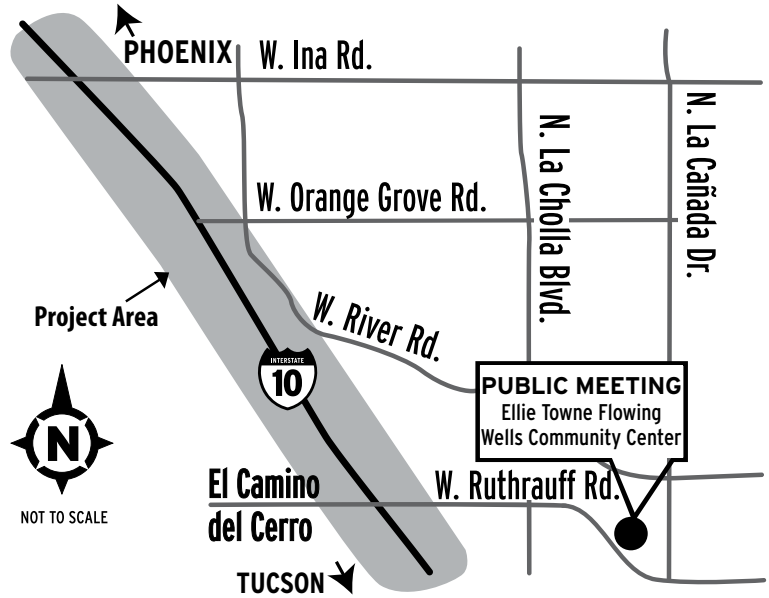 PHOENIX
W. Ina Rd.
N. La Cañada Dr.
N. La Cholla Blvd.
W. Orange Grove Rd.
Project Area
W. River Rd.
INTERSTATE
10
PUBLIC MEETING
Ellie Towne Flowing
Wells Community Center
N
NOT TO SCALE
El Camino
del Cerro
W. Ruthrauff Rd.
TUCSON